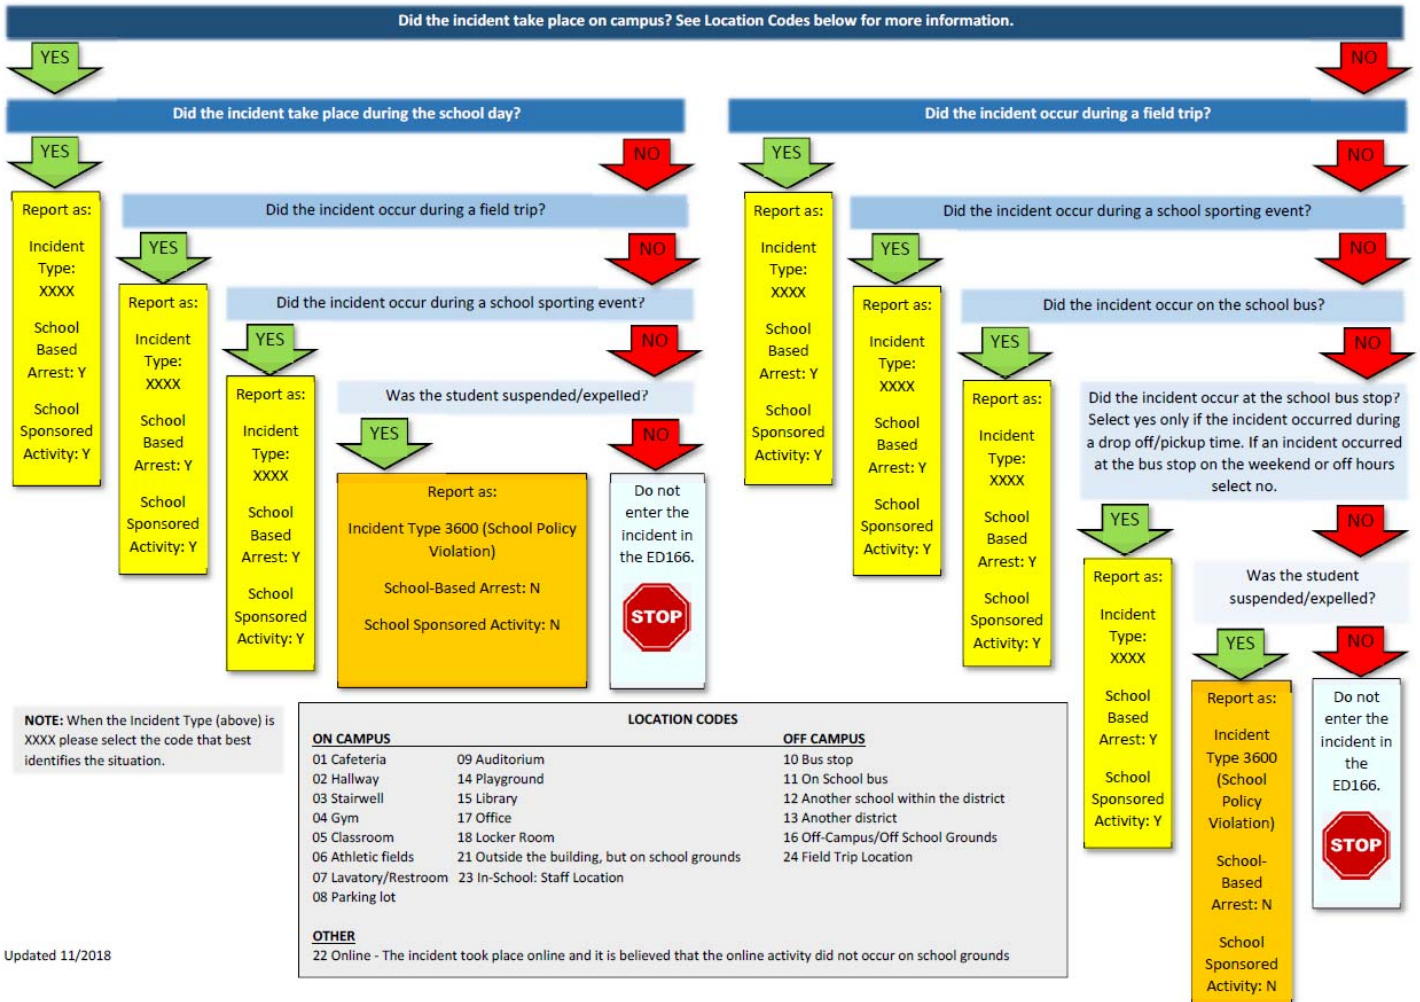 Did the incident take place on campus? See Location Codes below for more information.
YES
NO
Did the incident take place during the school day?
Did the incident occur during a field trip?
YES
NO
YES
NO
Report as:
Incident
Type:
XXXX
School
Based
Arrest: Y
School
Sponsored
Activity: Y
Did the incident occur during a field trip?
YES
NO
Report as:
Incident
Type:
XXXX
School
Based
Arrest: Y
School
Sponsored
Activity: Y
Did the incident occur during a school sporting event?
YES
NO
Report as:
Incident
Type:
XXXX
School
Based
Arrest: Y
School
Sponsored
Activity: Y
Was the student suspended/expelled?
YES
NO
Report as:
Incident Type 3600 (School Policy
Violation)
School-Based Arrest: N
School Sponsored Activity: N
Do not
enter the
incident in
the ED166.
STOP
Report as:
Incident
Type:
XXXX
School
Based
Arrest: Y
School
Sponsored
Activity: Y
Did the incident occur during a school sporting event?
YES
NO
Report as:
Incident
Type:
XXXX
School
Based
Arrest: Y
School
Sponsored
Activity: Y
Did the incident occur on the school bus?
YES
NO
Report as:
Incident
Type:
XXXX
School
Based
Arrest: Y
School
Sponsored
Activity: Y
Did the incident occur at the school bus stop?
Select yes only if the incident occurred during
a drop off/pickup time. If an incident occurred
at the bus stop on the weekend or off hours
select no.
YES
NO
Report as:
Incident
Type:
XXXX
School
Based
Arrest: Y
School
Sponsored
Activity: Y
Was the student
suspended/expelled?
YES
NO
Report as:
Incident
Type 3600
(School
Policy
Violation)
School-
Based
Arrest: N
School
Sponsored
Activity: N
Do not
enter the
incident in
the
ED166.
STOP
NOTE: When the Incident Type (above) is
XXXX please select the code that best
identifies the situation.
LOCATION CODES
ON CAMPUS
01 Cafeteria
02 Hallway
03 Stairwell
04 Gym
05 Classroom
06 Athletic fields
07 Lavatory/Restroom
08 Parking lot
09 Auditorium
14 Playground
15 Library
17 Office
18 Locker Room
21 Outside the building, but on school grounds
23 In-School: Staff Location
OFF CAMPUS
10 Bus stop
11 On School bus
12 Another school within the district
13 Another district
16 Off-Campus/Off School Grounds
24 Field Trip Location
OTHER
22 Online - The incident took place online and it is believed that the online activity did not occur on school grounds
Updated 11/2018